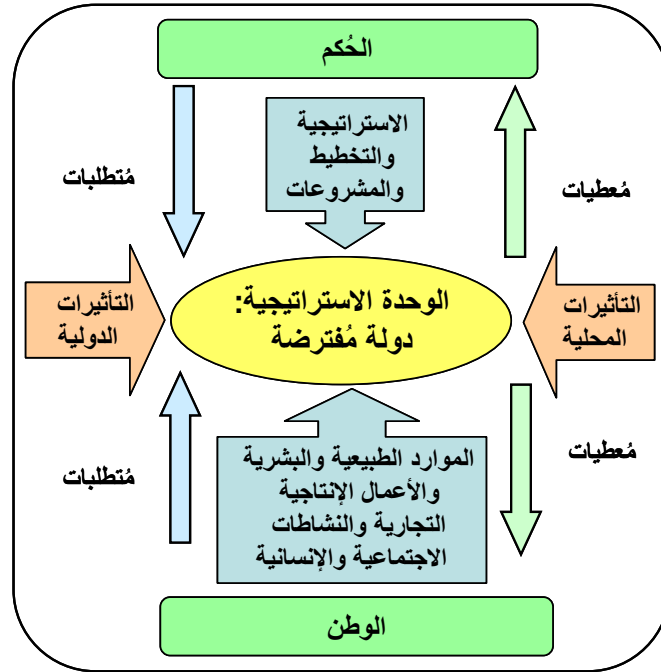 الحُكم
الاستراتيجية
والتخطيط
والمشروعات
مُعطيات
مُتطلبات
التأثيرات
المحلية
الوحدة الاستراتيجية:
دولة مُفترضة
التأثيرات
الدولية
مُعطيات
الموارد الطبيعية والبشرية
والأعمال الإنتاجية
التجارية والنشاطات
الاجتماعية والإنسانية
مُتطلبات
الوطن